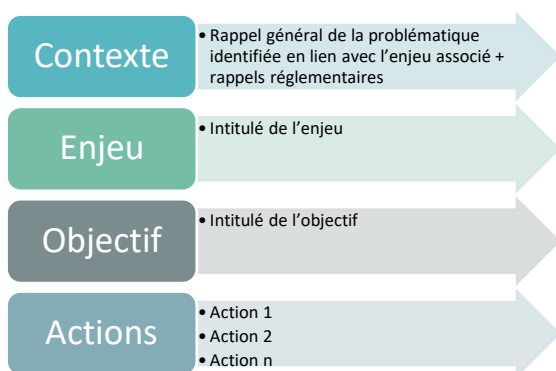 Contexte
• Rappel général de la problématique
identifiée en lien avec l’enjeu associé +
rappels réglementaires
Enjeu
• Intitulé de l’enjeu
Objectif
• Intitulé de l’objectif
Actions
• Action 1
• Action 2
• Action n